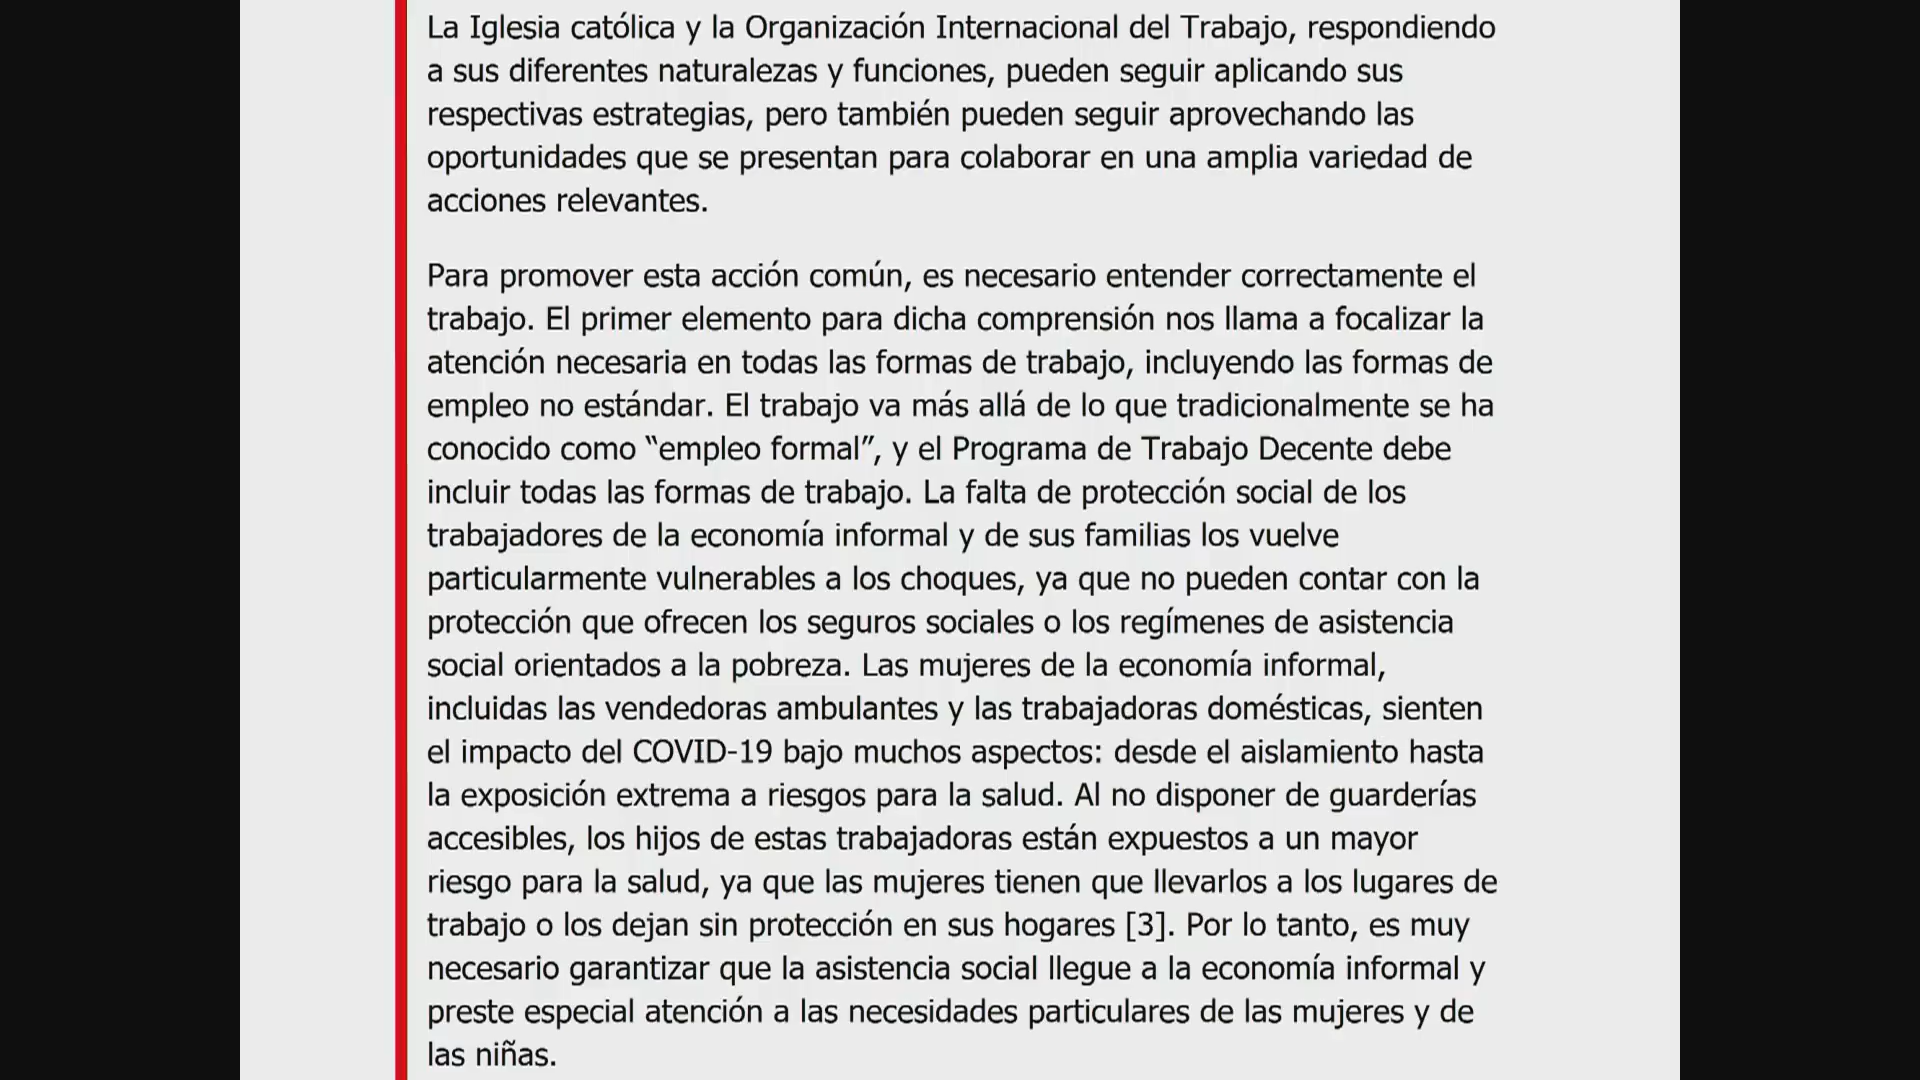 La Iglesia católica y la Organización Internacional del Trabajo, respondiendo
a sus diferentes naturalezas y funciones, pueden seguir aplicando sus
respectivas estrategias, pero también pueden seguir aprovechando las
oportunidades que se presentan para colaborar en una amplia variedad de
acciones relevantes.
Para promover esta acción común, es necesario entender correctamente el
trabajo. El primer elemento para dicha comprensión nos llama a focalizar la
atención necesaria en todas las formas de trabajo, incluyendo las formas de
empleo no estándar. El trabajo va más allá de lo que tradicionalmente se ha
conocido como “empleo formal”, y el Programa de Trabajo Decente debe
incluir todas las formas de trabajo. La falta de protección social de los
trabajadores de la economía informal y de sus familias los vuelve
particularmente vulnerables a los choques, ya que no pueden contar con la
protección que ofrecen los seguros sociales o los regímenes de asistencia
social orientados a la pobreza. Las mujeres de la economía informal,
incluidas las vendedoras ambulantes y las trabajadoras domésticas, sienten
el impacto del COVID-19 bajo muchos aspectos: desde el aislamiento hasta
la exposición extrema a riesgos para la salud. Al no disponer de guarderías
accesibles, los hijos de estas trabajadoras están expuestos a un mayor
riesgo para la salud, ya que las mujeres tienen que llevarlos a los lugares de
trabajo o los dejan sin protección en sus hogares [3]. Por lo tanto, es muy
necesario garantizar que la asistencia social llegue a la economía informal y
preste especial atención a las necesidades particulares de las mujeres y de
las niñas.